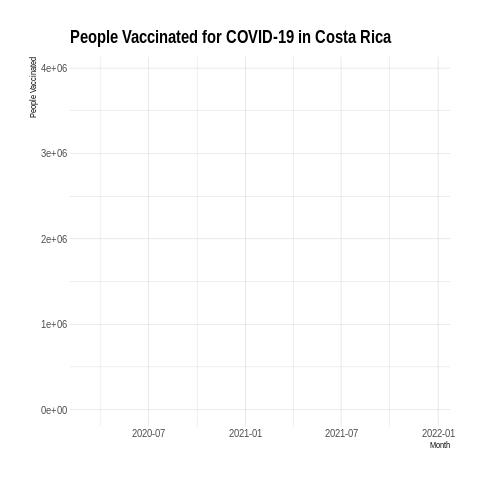 People Vaccinated for COVID-19 in Costa Rica
People Vaccinated
4e+06
3e+06
2e+06
1e+06
0e+00
2020-07 2021-01 2021-07 2022-01
Month